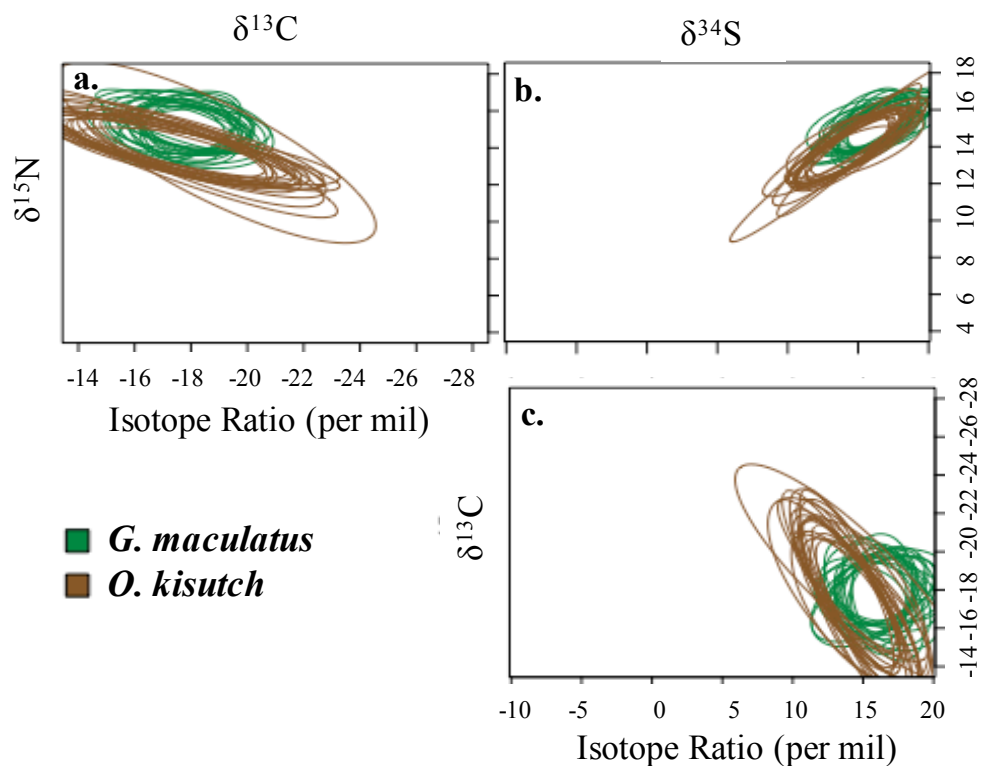 δ¹³C
δ³⁴S
a.
b.
δ¹⁵N
18
16
14
12
10
8
6
4
-14 -16 -18 -20 -22 -24 -26 -28
Isotope Ratio (per mil)
c.
δ¹³C
-28
-26
-24
-22
-20
-18
-16
-14
G. maculatus
O. kisutch
-10 -5 0 5 10 15 20
Isotope Ratio (per mil)